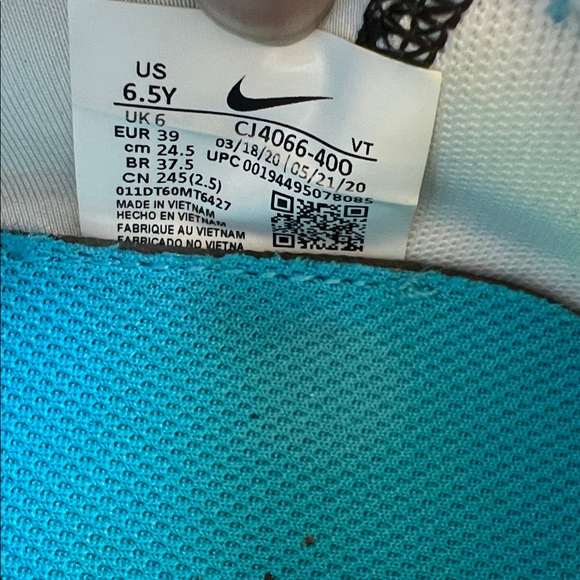 US
6.5Y
UK 6
EUR 39
cm 24.5
BR 37.5
CN 245(2.5)
011DT60MT6427
MADE IN VIETNAM
HECHO EN VIETNAM
FABRIQUE AU VIETNAM
FABRICADO NO VIETNA
CJ4066-400 VT
03/18/20 | 05/21/20
UPC 00194495078085